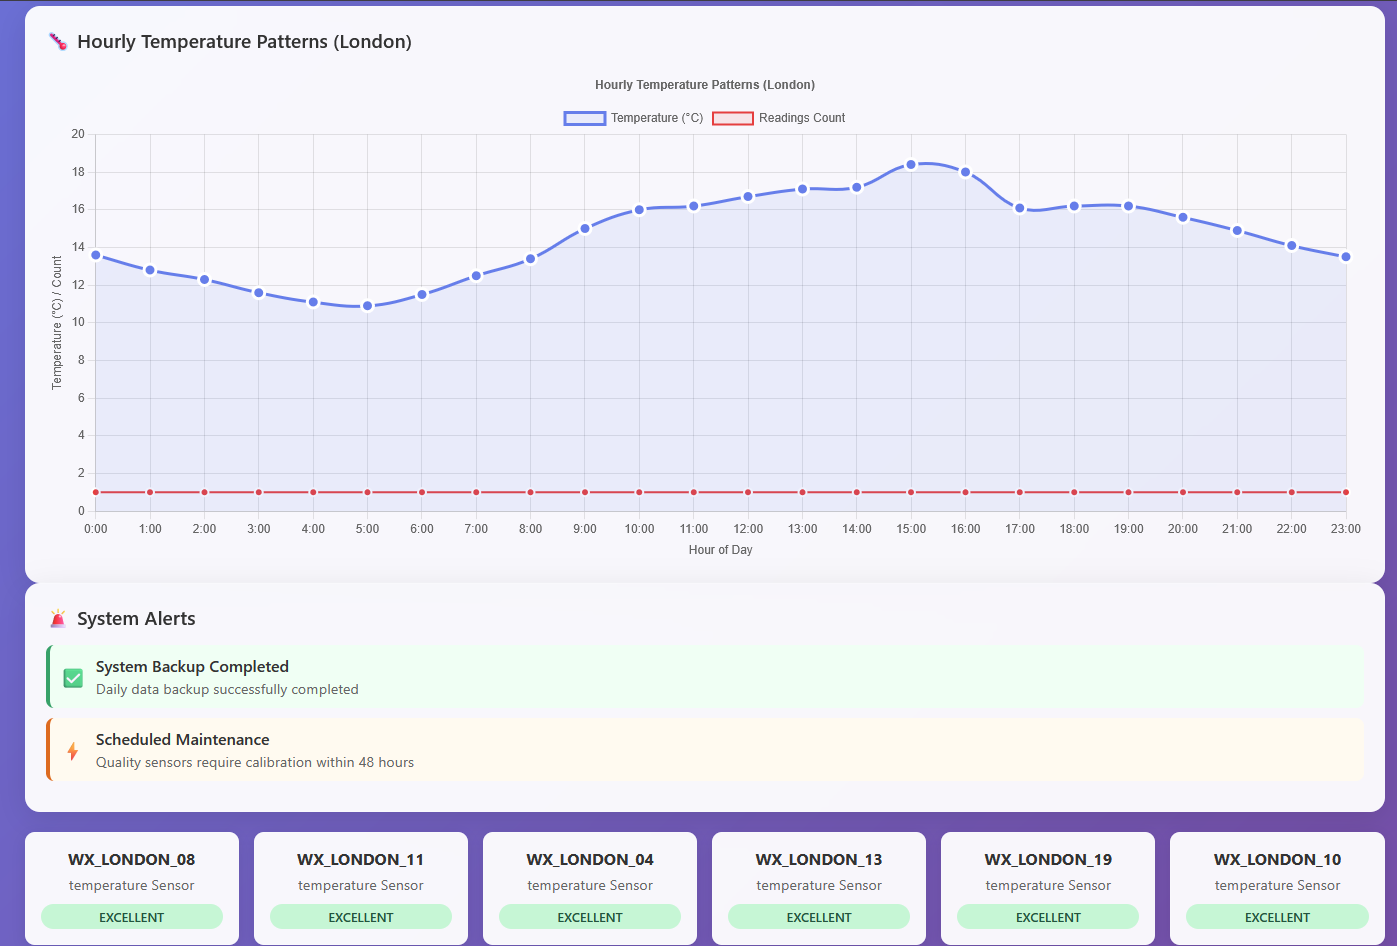 Hourly Temperature Patterns (London)
Hourly Temperature Patterns (London)
Temperature (°C) Readings Count
20
18
16
14
12
10
8
6
4
2
0
Temperature (°C) / Count
0:00 1:00 2:00 3:00 4:00 5:00 6:00 7:00 8:00 9:00 10:00 11:00 12:00 13:00 14:00 15:00 16:00 17:00 18:00 19:00 20:00 21:00 22:00 23:00
Hour of Day
System Alerts
System Backup Completed
Daily data backup successfully completed
Scheduled Maintenance
Quality sensors require calibration within 48 hours
WX_LONDON_08
temperature Sensor
EXCELLENT
WX_LONDON_11
temperature Sensor
EXCELLENT
WX_LONDON_04
temperature Sensor
EXCELLENT
WX_LONDON_13
temperature Sensor
EXCELLENT
WX_LONDON_19
temperature Sensor
EXCELLENT
WX_LONDON_10
temperature Sensor
EXCELLENT